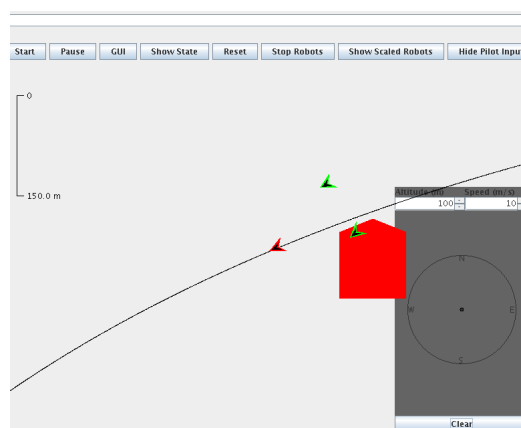 Start Pause GUI Show State Reset Stop Robots Show Scaled Robots Hide Pilot Inpu
0
150.0 m
Altitude (m) Speed (m/s)
100 10
N
W E
S
Clear